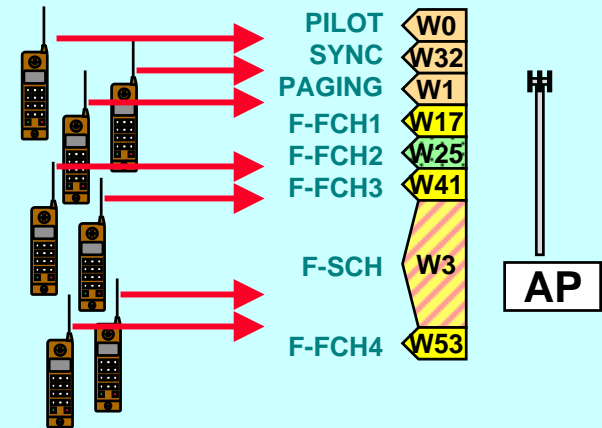 PILOT W0
SYNC W32
PAGING W1
F-FCH1 W17
F-FCH2 W25
F-FCH3 W41
F-SCH W3
AP
F-FCH4 W53